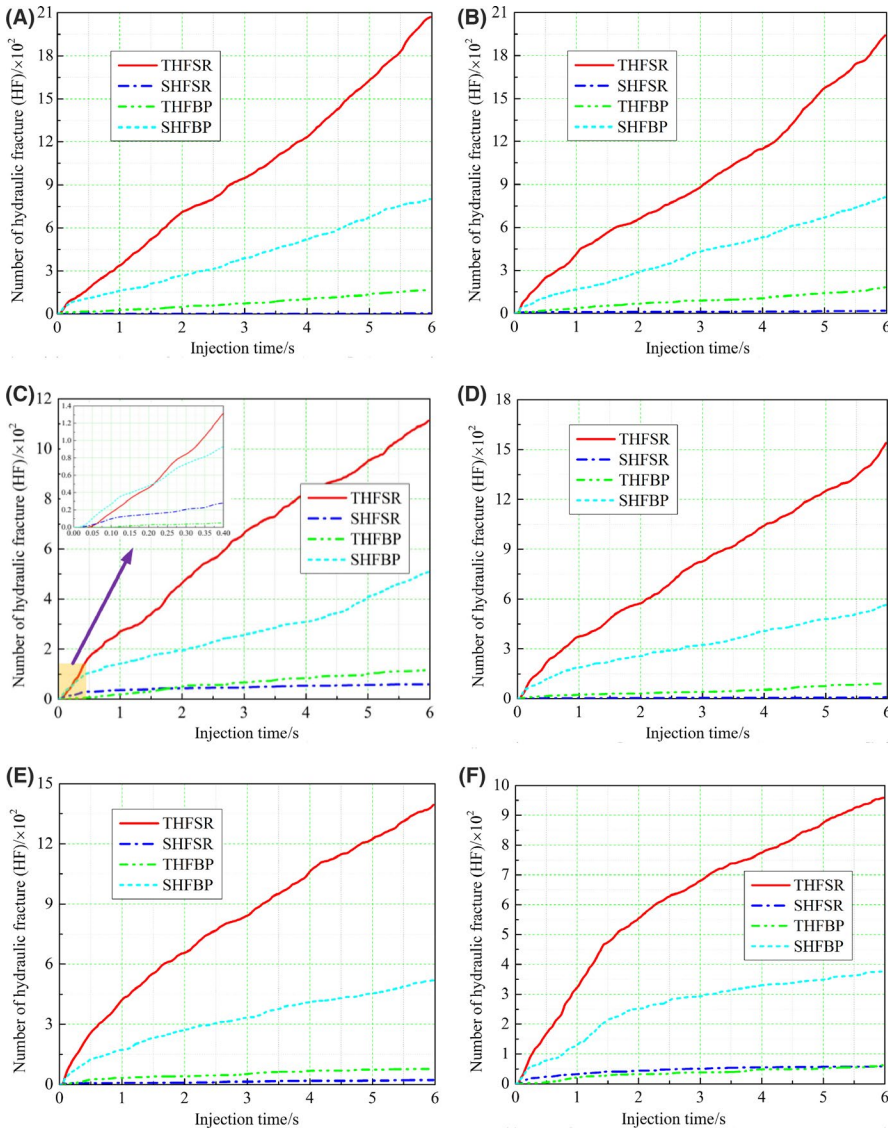 (A)
Number of hydraulic fracture (HF)/×10²
21
18
15
12
9
6
3
0
THFSR
SHFSR
THFBP
SHFBP
0 1 2 3 4 5 6
Injection time/s
(B)
Number of hydraulic fracture (HF)/×10²
21
18
15
12
9
6
3
0
THFSR
SHFSR
THFBP
SHFBP
0 1 2 3 4 5 6
Injection time/s
(C)
Number of hydraulic fracture (HF)/×10²
12
10
8
6
4
2
0
1.4
1.2
1.0
0.8
0.6
0.4
0.2
0.0
0.00 0.05 0.10 0.15 0.20 0.25 0.30 0.35 0.40
THFSR
SHFSR
THFBP
SHFBP
0 1 2 3 4 5 6
Injection time/s
(D)
Number of hydraulic fracture (HF)/×10²
18
15
12
9
6
3
0
THFSR
SHFSR
THFBP
SHFBP
0 1 2 3 4 5 6
Injection time/s
(E)
Number of hydraulic fracture (HF)/×10²
15
12
9
6
3
0
THFSR
SHFSR
THFBP
SHFBP
0 1 2 3 4 5 6
Injection time/s
(F)
Number of hydraulic fracture (HF)/×10²
10
9
8
7
6
5
4
3
2
1
0
THFSR
SHFSR
THFBP
SHFBP
0 1 2 3 4 5 6
Injection time/s